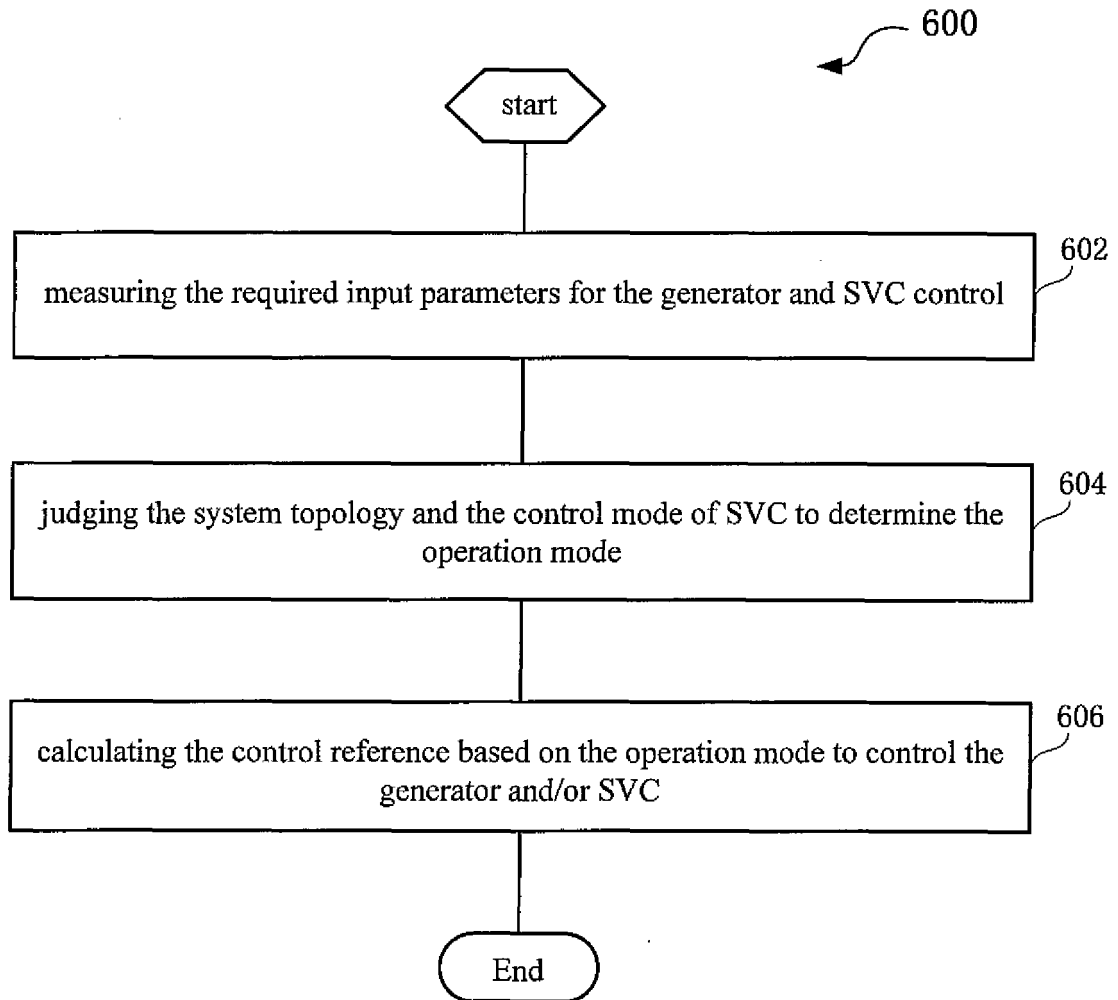 600
start
602
measuring the required input parameters for the generator and SVC control
604
judging the system topology and the control mode of SVC to determine the
operation mode
606
calculating the control reference based on the operation mode to control the
generator and/or SVC
End